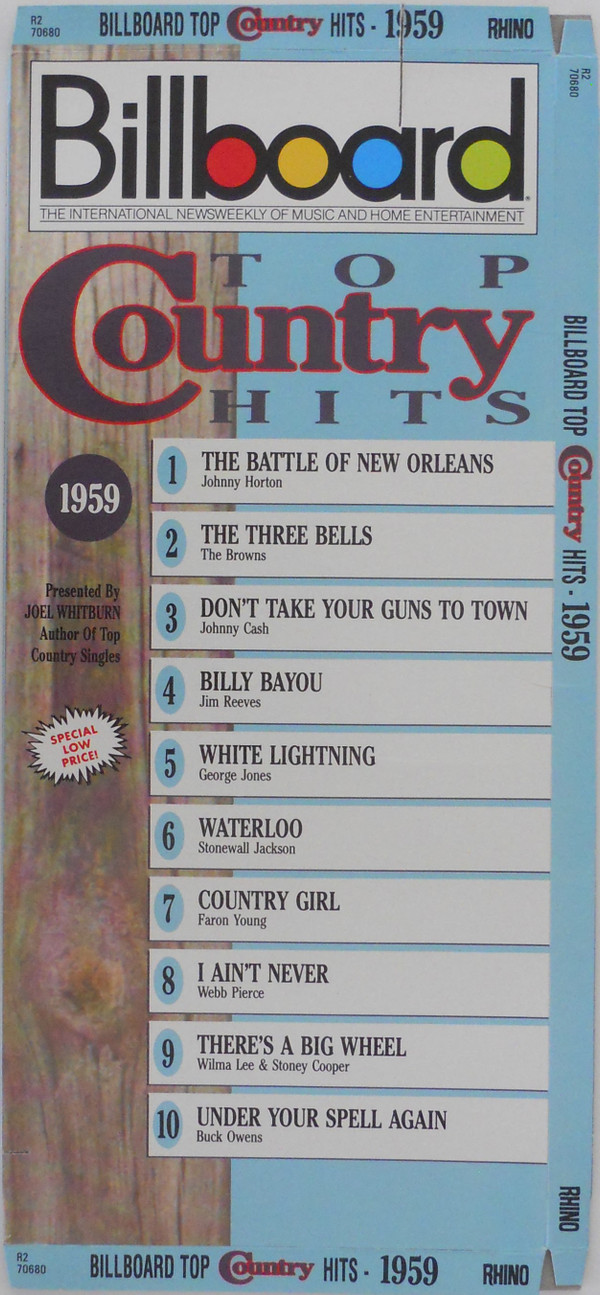 R2
70680
BILLBOARD TOP Country HITS - 1959
RHINO
Billboard
THE INTERNATIONAL NEWSWEEKLY OF MUSIC AND HOME ENTERTAINMENT
TOP
Country
HITS
1959
Presented By
JOEL WHITBURN
Author Of Top
Country Singles
SPECIAL
LOW
PRICE!
1 THE BATTLE OF NEW ORLEANS
Johnny Horton
2 THE THREE BELLS
The Browns
3 DON'T TAKE YOUR GUNS TO TOWN
Johnny Cash
4 BILLY BAYOU
Jim Reeves
5 WHITE LIGHTNING
George Jones
6 WATERLOO
Stonewall Jackson
7 COUNTRY GIRL
Faron Young
8 I AIN'T NEVER
Webb Pierce
9 THERE'S A BIG WHEEL
Wilma Lee & Stoney Cooper
10 UNDER YOUR SPELL AGAIN
Buck Owens
R2
70680
BILLBOARD TOP Country HITS - 1959
RHINO
R2
70680
BILLBOARD TOP Country HITS - 1959
RHINO